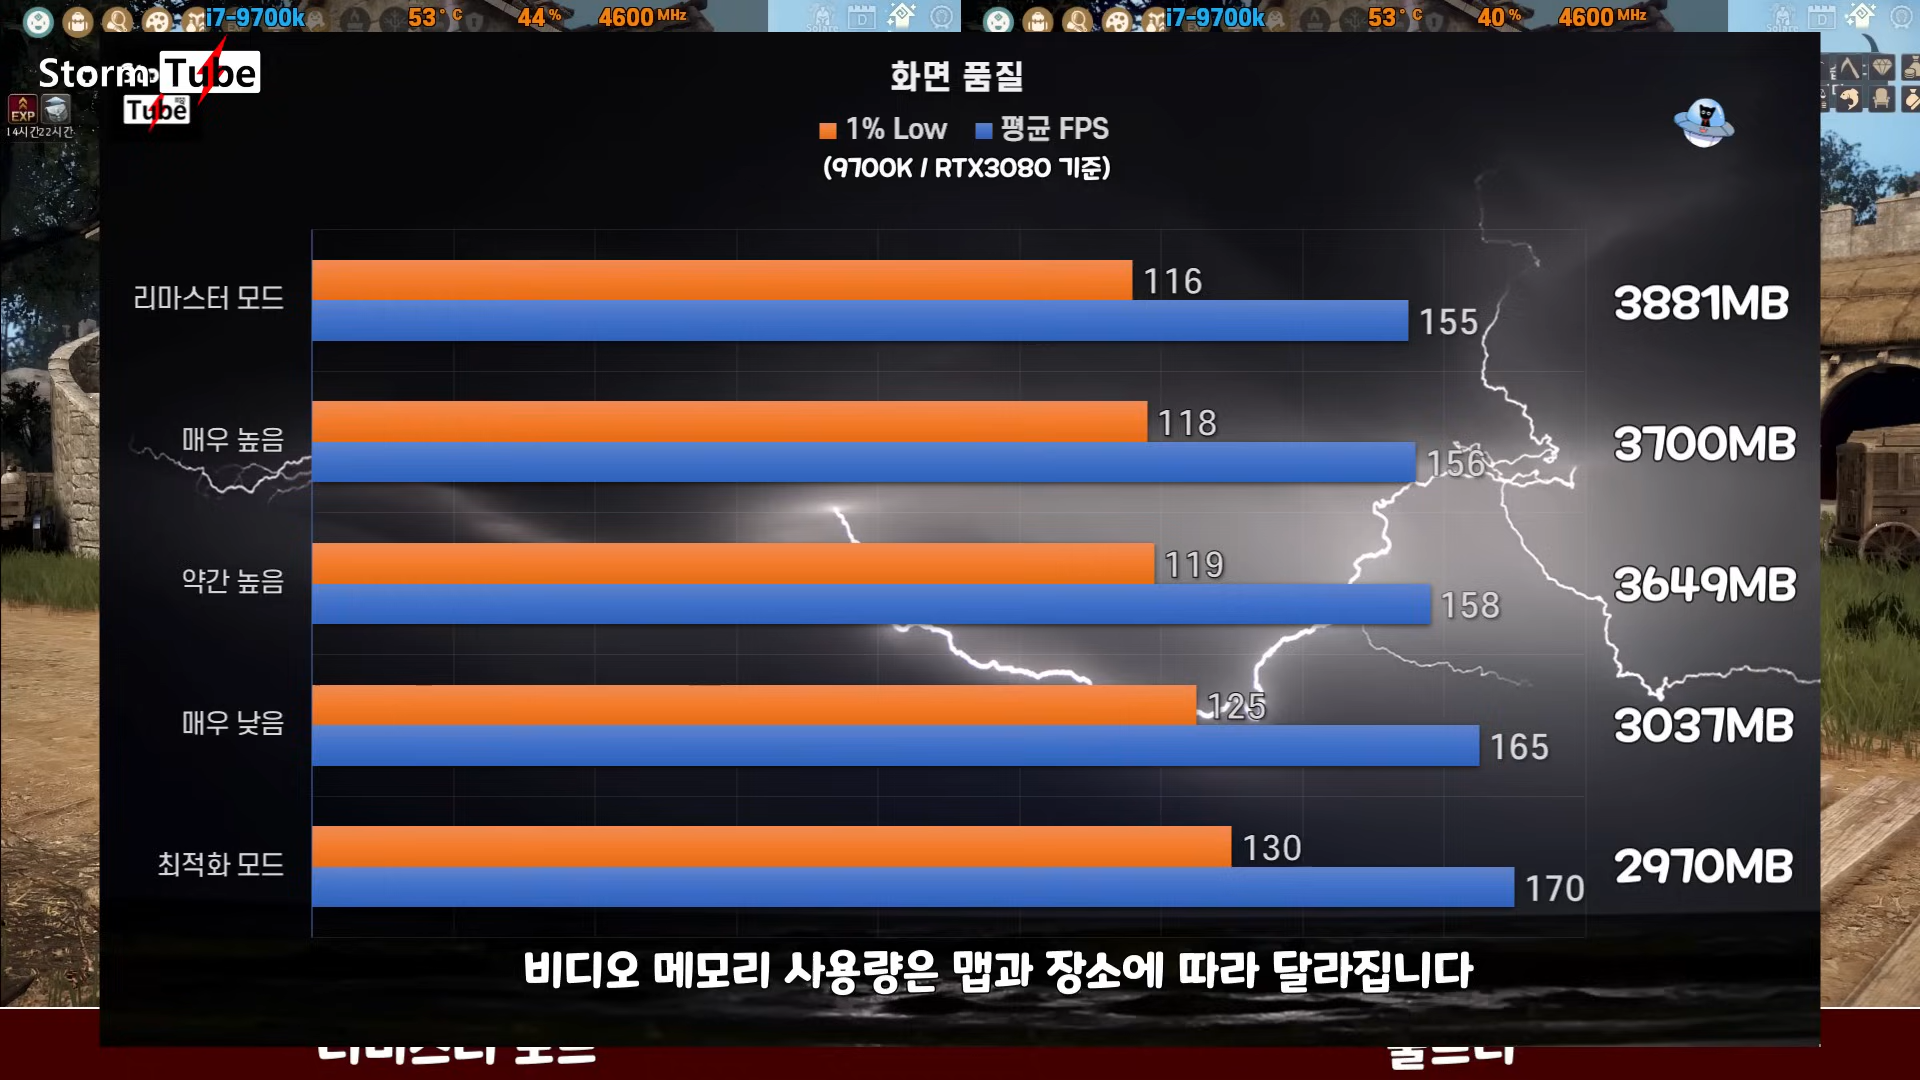 i7-9700k 53°C 44% 4600MHz
i7-9700k 53°C 40% 4600MHz
StormTube
Tube
EXP
14시간 22시간
화면 품질
1% Low 평균 FPS
(9700K / RTX3080 기준)
리마스터 모드 116 155 3881MB
매우 높음 118 156 3700MB
약간 높음 119 158 3649MB
매우 낮음 125 165 3037MB
최적화 모드 130 170 2970MB
비디오 메모리 사용량은 맵과 장소에 따라 달라집니다